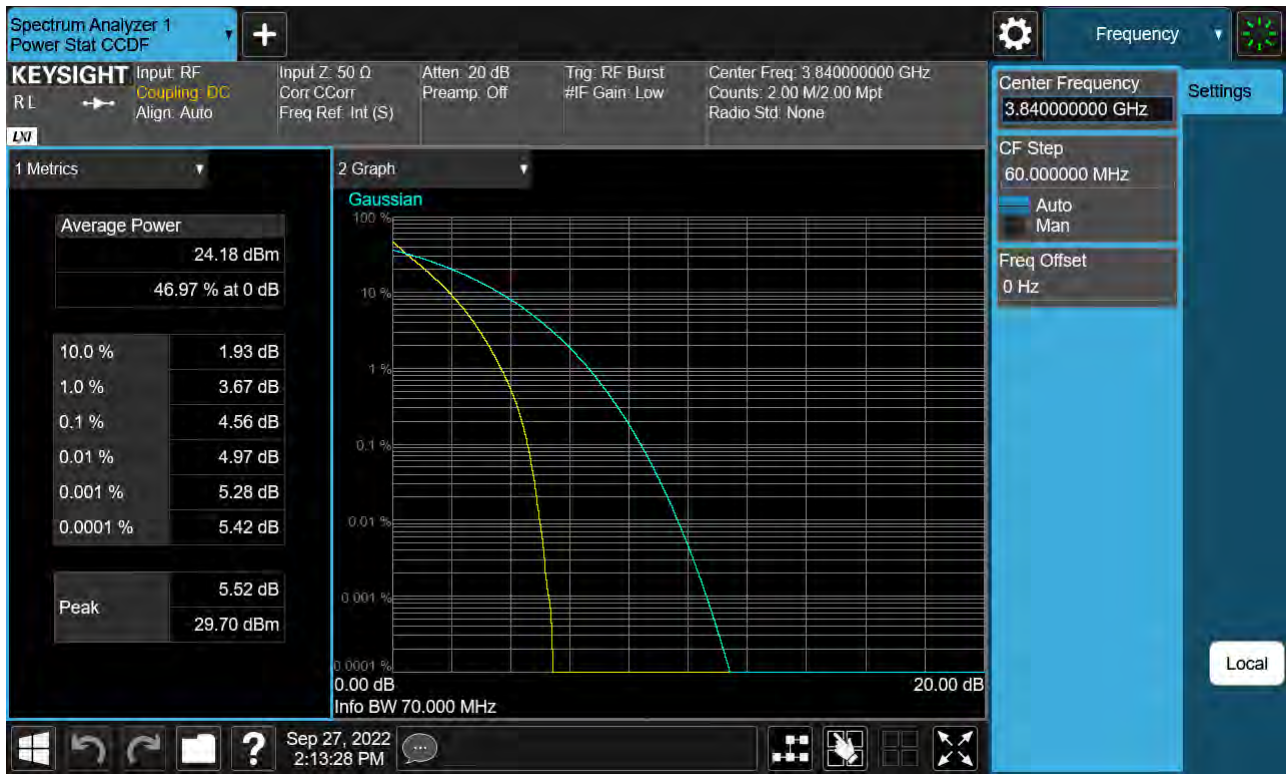 Spectrum Analyzer 1
Power Stat CCDF
Frequency
KEYSIGHT
RL
LXI
Input: RF
Coupling: DC
Align: Auto
Input Z: 50 Ω
Corr CCorr
Freq Ref: Int (S)
Atten: 20 dB
Preamp: Off
Trig: RF Burst
#IF Gain: Low
Center Freq: 3.840000000 GHz
Counts: 2.00 M/2.00 Mpt
Radio Std: None
Center Frequency
3.840000000 GHz
Settings
CF Step
60.000000 MHz
Auto
Man
Freq Offset
0 Hz
Local
1 Metrics
Average Power
24.18 dBm
46.97 % at 0 dB
10.0 % 1.93 dB
1.0 % 3.67 dB
0.1 % 4.56 dB
0.01 % 4.97 dB
0.001 % 5.28 dB
0.0001 % 5.42 dB
Peak
5.52 dB
29.70 dBm
2 Graph
Gaussian
100 %
10 %
1 %
0.1 %
0.01 %
0.001 %
0.0001 %
0.00 dB 20.00 dB
Info BW 70.000 MHz
?
Sep 27, 2022
2:13:28 PM